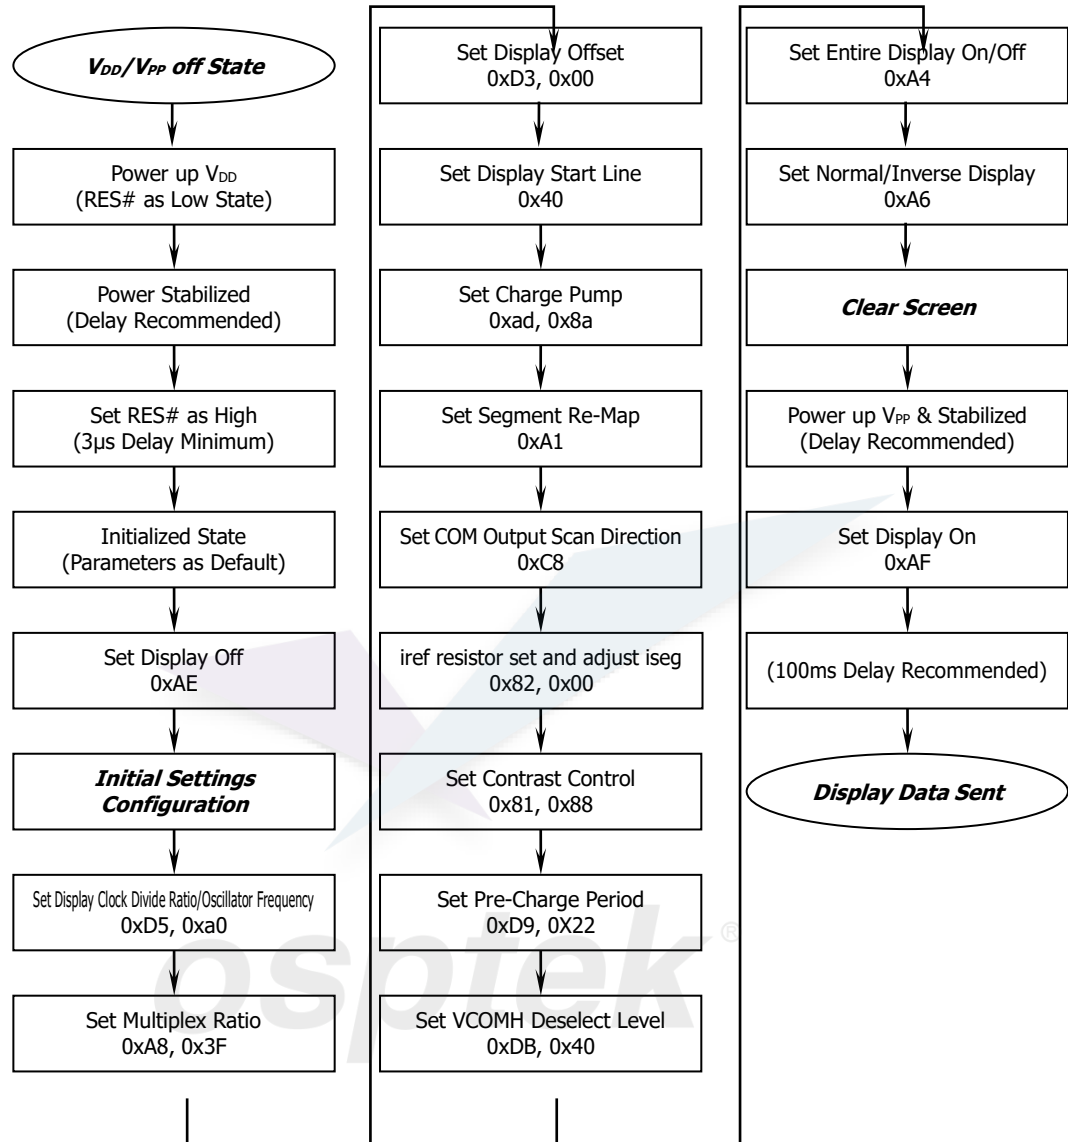 VDD/VPP off State
Power up VDD
(RES# as Low State)
Power Stabilized
(Delay Recommended)
Set RES# as High
(3μs Delay Minimum)
Initialized State
(Parameters as Default)
Set Display Off
0xAE
Initial Settings
Configuration
Set Display Clock Divide Ratio/Oscillator Frequency
0xD5, 0xa0
Set Multiplex Ratio
0xA8, 0x3F
Set Display Offset
0xD3, 0x00
Set Display Start Line
0x40
Set Charge Pump
0xad, 0x8a
Set Segment Re-Map
0xA1
Set COM Output Scan Direction
0xC8
iref resistor set and adjust iseg
0x82, 0x00
Set Contrast Control
0x81, 0x88
Set Pre-Charge Period
0xD9, 0X22
Set VCOMH Deselect Level
0xDB, 0x40
Set Entire Display On/Off
0xA4
Set Normal/Inverse Display
0xA6
Clear Screen
Power up VPP & Stabilized
(Delay Recommended)
Set Display On
0xAF
(100ms Delay Recommended)
Display Data Sent
osptek®